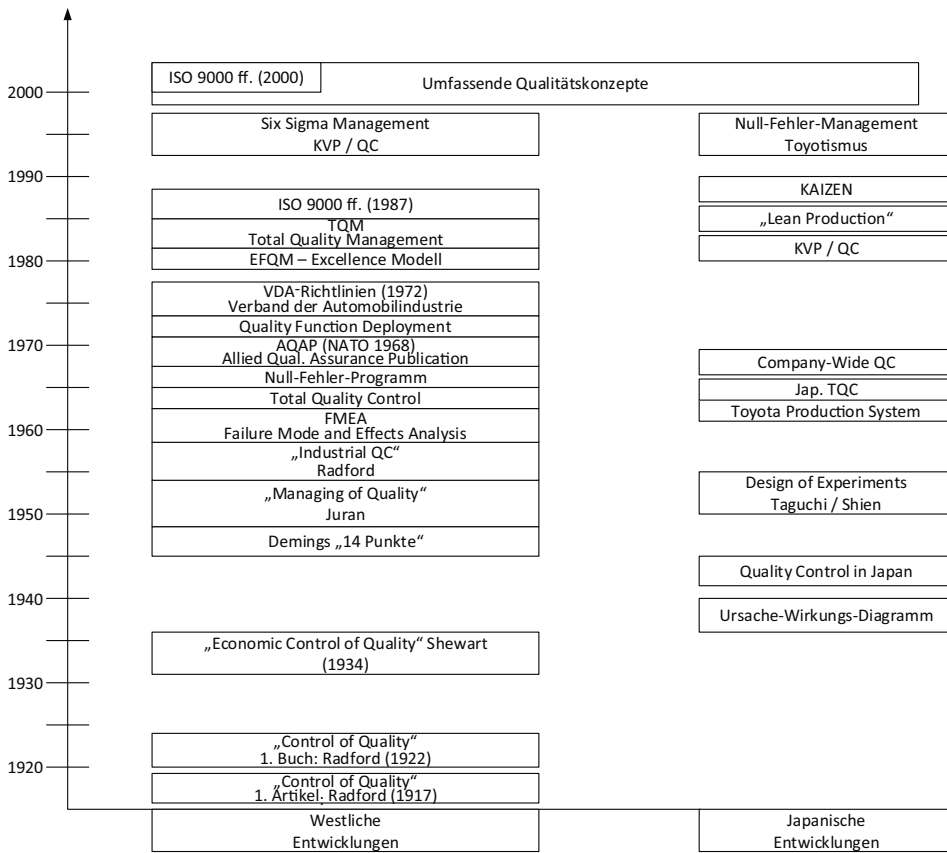 ISO 9000 ff. (2000)
Umfassende Qualitätskonzepte
2000
Six Sigma Management
KVP / QC
Null-Fehler-Management
Toyotismus
1990
KAIZEN
ISO 9000 ff. (1987)
„Lean Production“
TQM
Total Quality Management
KVP / QC
1980
EFQM – Excellence Modell
VDA-Richtlinien (1972)
Verband der Automobilindustrie
Quality Function Deployment
1970
AQAP (NATO 1968)
Allied Qual. Assurance Publication
Company-Wide QC
Null-Fehler-Programm
Jap. TQC
Total Quality Control
Toyota Production System
1960
FMEA
Failure Mode and Effects Analysis
„Industrial QC“
Radford
Design of Experiments
Taguchi / Shien
„Managing of Quality“
Juran
1950
Demings „14 Punkte“
Quality Control in Japan
1940
Ursache-Wirkungs-Diagramm
„Economic Control of Quality“ Shewart
(1934)
1930
„Control of Quality“
1. Buch: Radford (1922)
1920
„Control of Quality“
1. Artikel: Radford (1917)
Westliche
Entwicklungen
Japanische
Entwicklungen